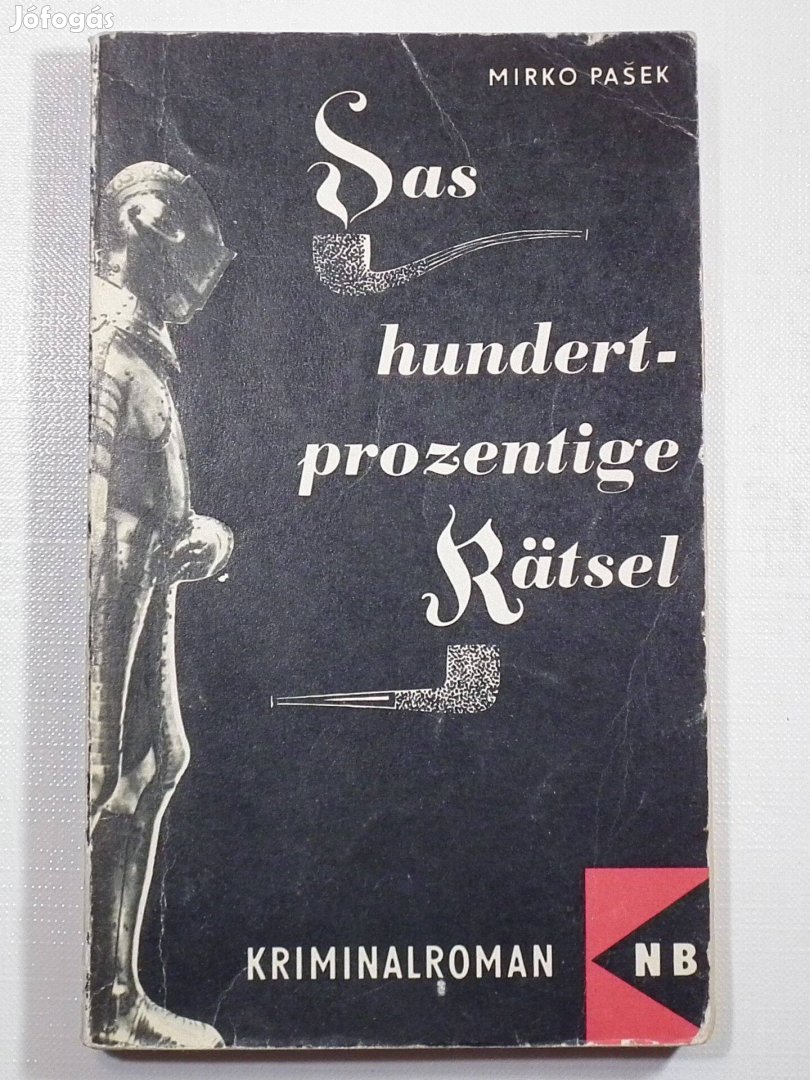 Jófogás
MIRKO PAŠEK
Das
hundert-
prozentige
Rätsel
KRIMINALROMAN
NB